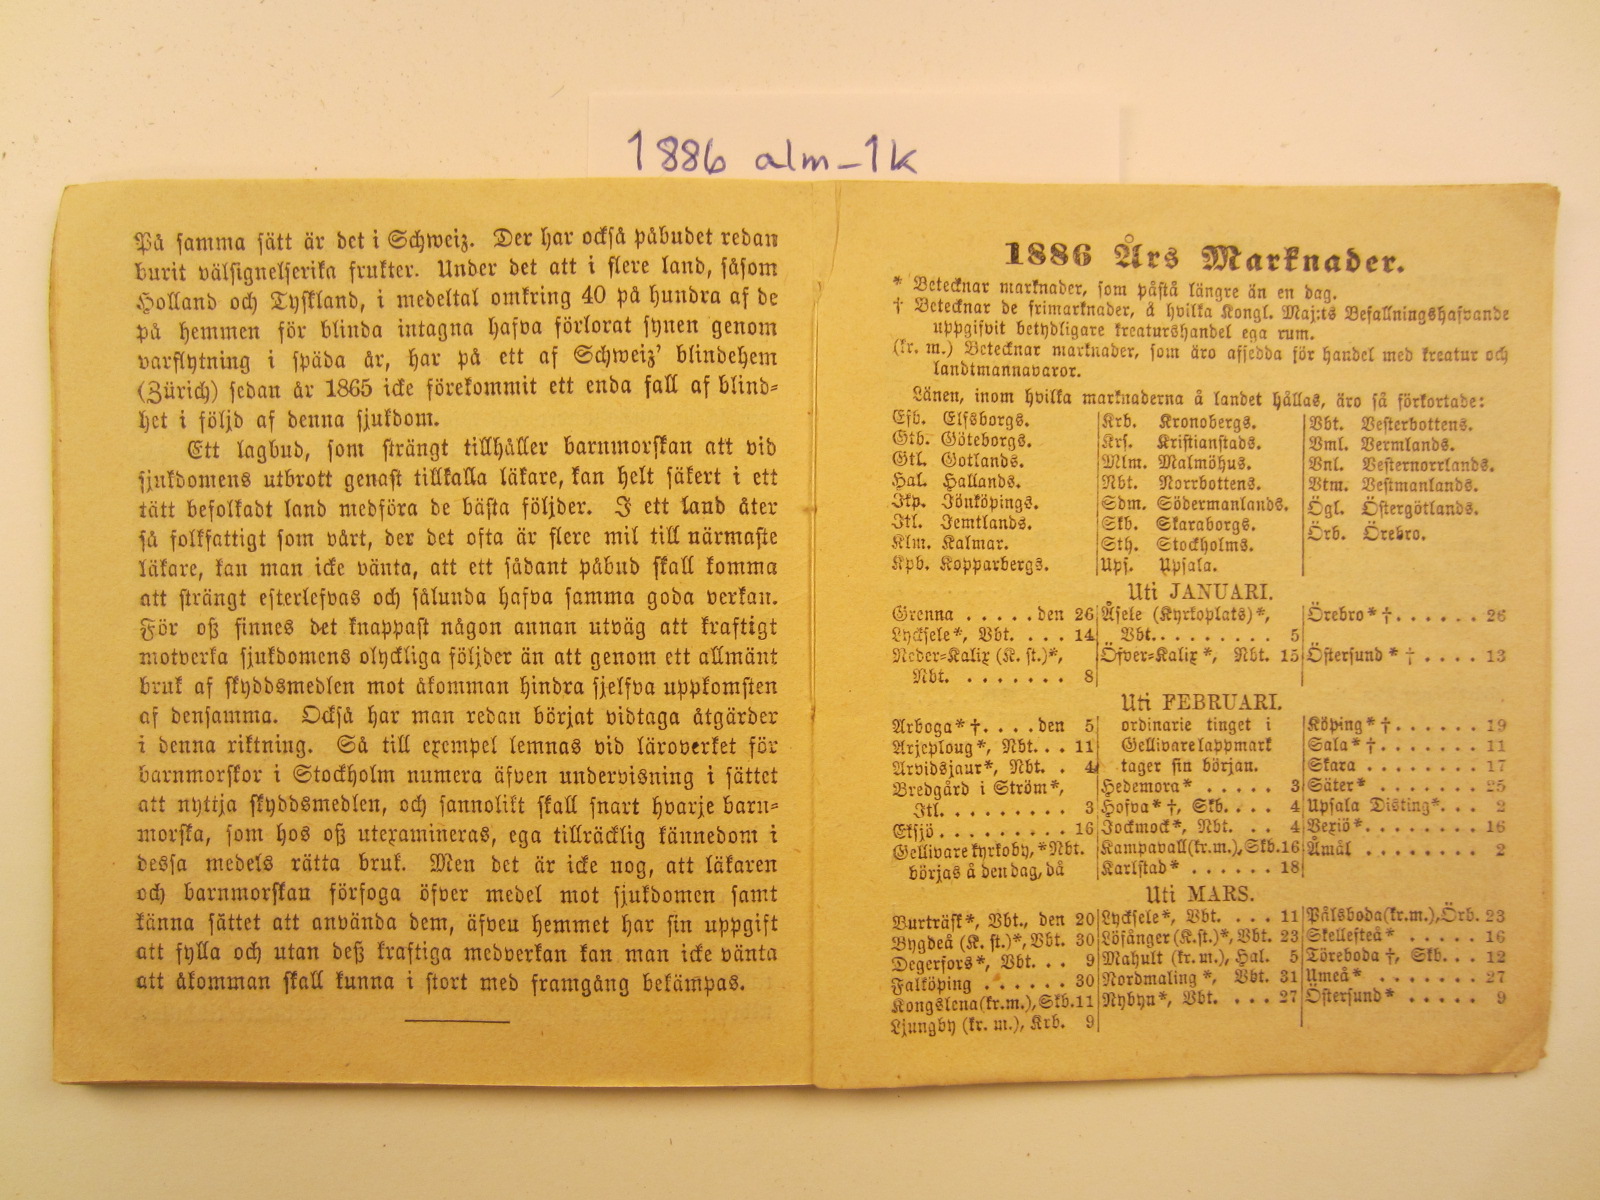 1886 alm-1k
På samma sätt är det i Schweiz. Der har också påbudet redan
burit välsignelserika frukter. Under det att i flere land, såsom
Holland och Tyskland, i medeltal omkring 40 på hundra af de
på hemmen för blinda intagna hafva förlorat synen genom
varflytning i späda år, har på ett af Schweiz' blindehem
(Zürich) sedan år 1865 icke förekommit ett enda fall af blind=
het i följd af denna sjukdom.
Ett lagbud, som strängt tillhåller barnmorskan att vid
sjukdomens utbrott genast tillkalla läkare, kan helt säkert i ett
tätt befolkadt land medföra de bästa följder. I ett land åter
så folkfattigt som vårt, der det ofta är flere mil till närmaste
läkare, kan man icke vänta, att ett sådant påbud skall komma
att strängt efterlefvas och sålunda hafva samma goda verkan.
För oss finnes det knappast någon annan utväg att kraftigt
motverka sjukdomens olyckliga följder än att genom ett allmänt
bruk af skyddsmedlen mot åkomman hindra sjelfva uppkomsten
af densamma. Också har man redan börjat vidtaga åtgärder
i denna riktning. Så till exempel lemnas vid läroverket för
barnmorskor i Stockholm numera äfven undervisning i sättet
att nyttja skyddsmedlen, och sannolikt skall snart hvarje barn=
morska, som hos oss utexamineras, ega tillräcklig kännedom i
dessa medels rätta bruk. Men det är icke nog, att läkaren
och barnmorskan förfoga öfver medel mot sjukdomen samt
känna sättet att använda dem, äfven hemmet har sin uppgift
att fylla och utan dess kraftiga medverkan kan man icke vänta
att åkomman skall kunna i stort med framgång bekämpas.
1886 Års Marknader.
* Betecknar marknader, som påstå längre än en dag.
† Betecknar de frimarknader, å hvilka Kongl. Maj:ts Befallningshafvande
uppgifvit betydligare kreaturshandel ega rum.
(kr. m.) Betecknar marknader, som äro afsedda för handel med kreatur och
landtmannavaror.
Länen, inom hvilka marknaderna å landet hållas, äro så förkortade:
Efb. Elfsborgs.
Gtb. Göteborgs.
Gtl. Gotlands.
Hal. Hallands.
Jkp. Jönköpings.
Jtl. Jemtlands.
Klm. Kalmar.
Kpb. Kopparbergs.
Krb. Kronobergs.
Krs. Kristianstads.
Mlm. Malmöhus.
Nbt. Norrbottens.
Sdm. Södermanlands.
Skb. Skaraborgs.
Sth. Stockholms.
Ups. Upsala.
Vbt. Vesterbottens.
Vml. Vermlands.
Vnl. Vesternorrlands.
Vtm. Vestmanlands.
Ögl. Östergötlands.
Örb. Örebro.
Uti JANUARI.
Grenna ..... den 26
Lycksele*, Vbt. ... 14
Neder=Kalix (K. st.)*,
Nbt. ....... 8
Åsele (Kyrkoplats)*,
Vbt. ........ 5
Öfver=Kalix*, Nbt. 15
Örebro*† ...... 26
Östersund*† .... 13
Uti FEBRUARI.
Arboga*† .... den 5
Arjeploug*, Nbt. .. 11
Arvidsjaur*, Nbt. . 4
Bredgård i Ström*,
Jtl. ......... 3
Eksjö ......... 16
Gellivare kyrkoby,* Nbt.
börjas å den dag, då
ordinarie tinget i
Gellivare lappmark
tager sin början.
Hedemora* ..... 3
Hofva*†, Skb. ... 4
Jockmock*, Nbt. .. 4
Kampavall (kr.m.), Skb. 16
Karlstad* ...... 18
Köping*† ...... 19
Sala*† ....... 11
Skara ........ 17
Säter* ....... 25
Upsala Disting* ... 2
Vexiö* ........ 16
Åmål ........ 2
Uti MARS.
Burträsk*, Vbt., den 20
Bygdeå (K. st.)*, Vbt. 30
Degerfors*, Vbt. .. 9
Falköping ...... 30
Kongslena (kr.m.), Skb. 11
Ljungby (kr. m.), Krb. 9
Lycksele*, Vbt. ... 11
Löfånger (K.st.)*, Vbt. 23
Mahult (kr. m.), Hal. 5
Nordmaling*, Vbt. 31
Nybyn*, Vbt. ... 27
Pålsboda (kr.m.), Örb. 23
Skellefteå* ..... 16
Töreboda †, Skb. .. 12
Umeå* ....... 27
Östersund* ..... 9